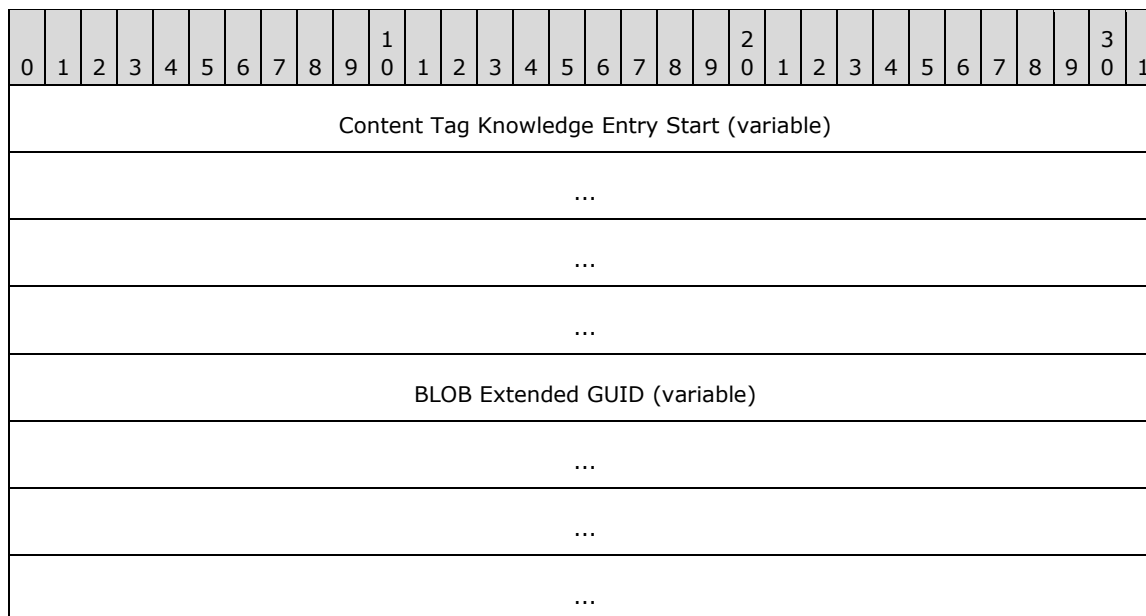 1 2 3
0 1 2 3 4 5 6 7 8 9 0 1 2 3 4 5 6 7 8 9 0 1 2 3 4 5 6 7 8 9 0 1
Content Tag Knowledge Entry Start (variable)
...
...
...
BLOB Extended GUID (variable)
...
...
...